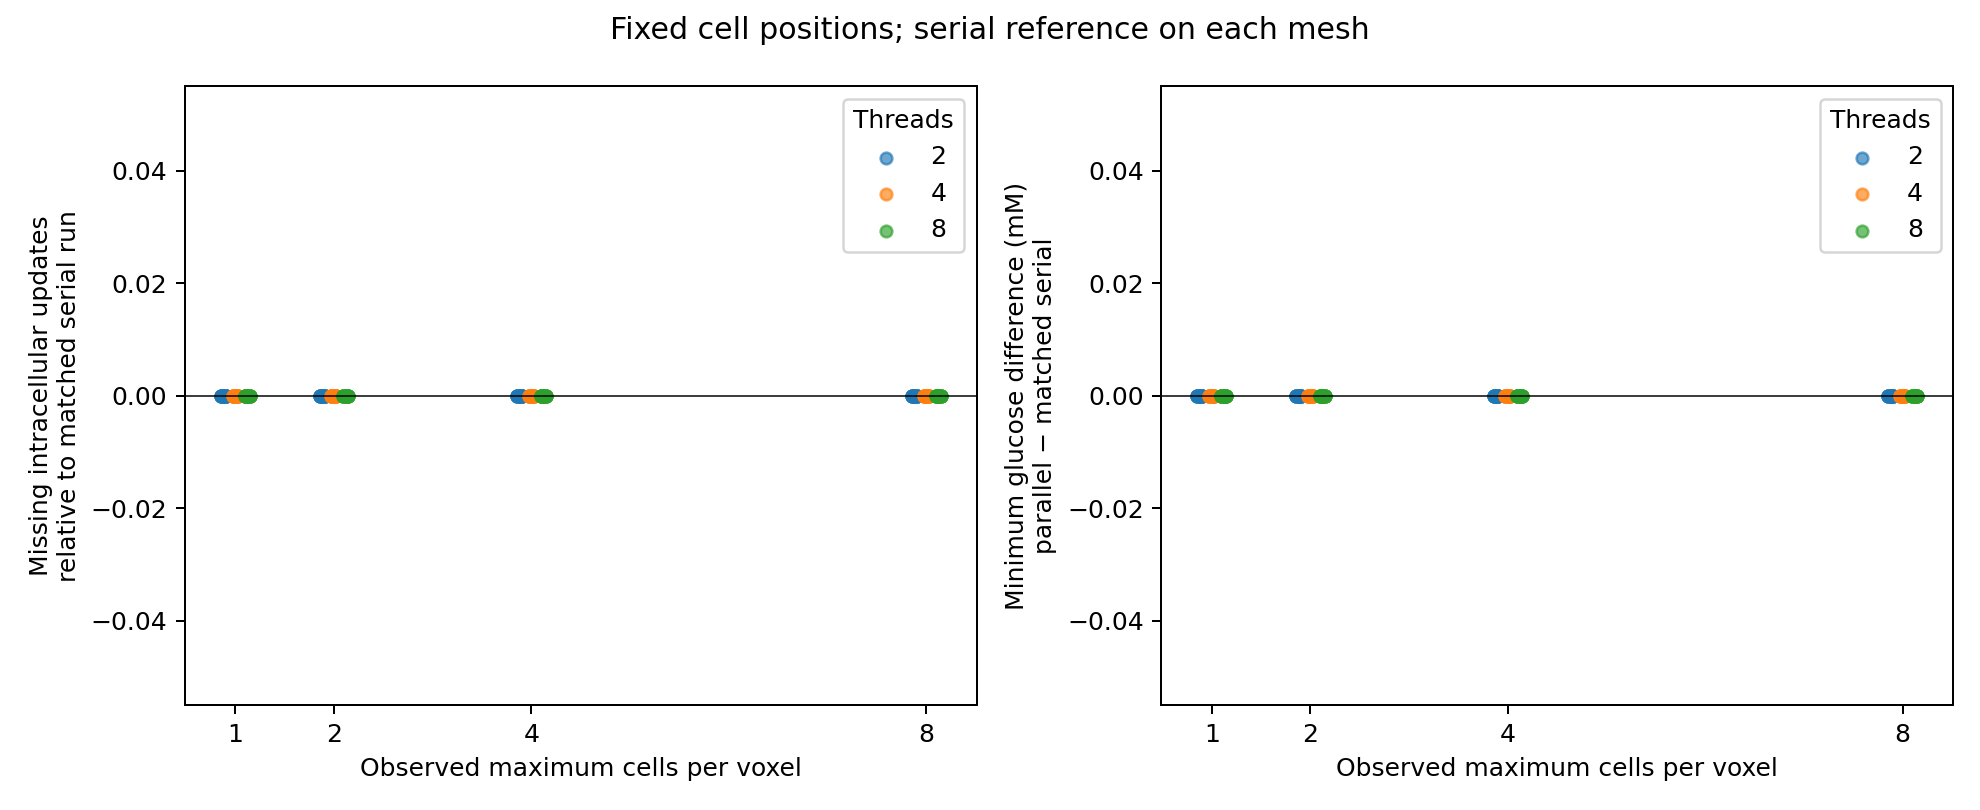 Fixed cell positions; serial reference on each mesh
Missing intracellular updates
relative to matched serial run
0.04
0.02
0.00
−0.02
−0.04
Threads
2
4
8
1
2
4
8
Observed maximum cells per voxel
Minimum glucose difference (mM)
parallel − matched serial
0.04
0.02
0.00
−0.02
−0.04
Threads
2
4
8
1
2
4
8
Observed maximum cells per voxel